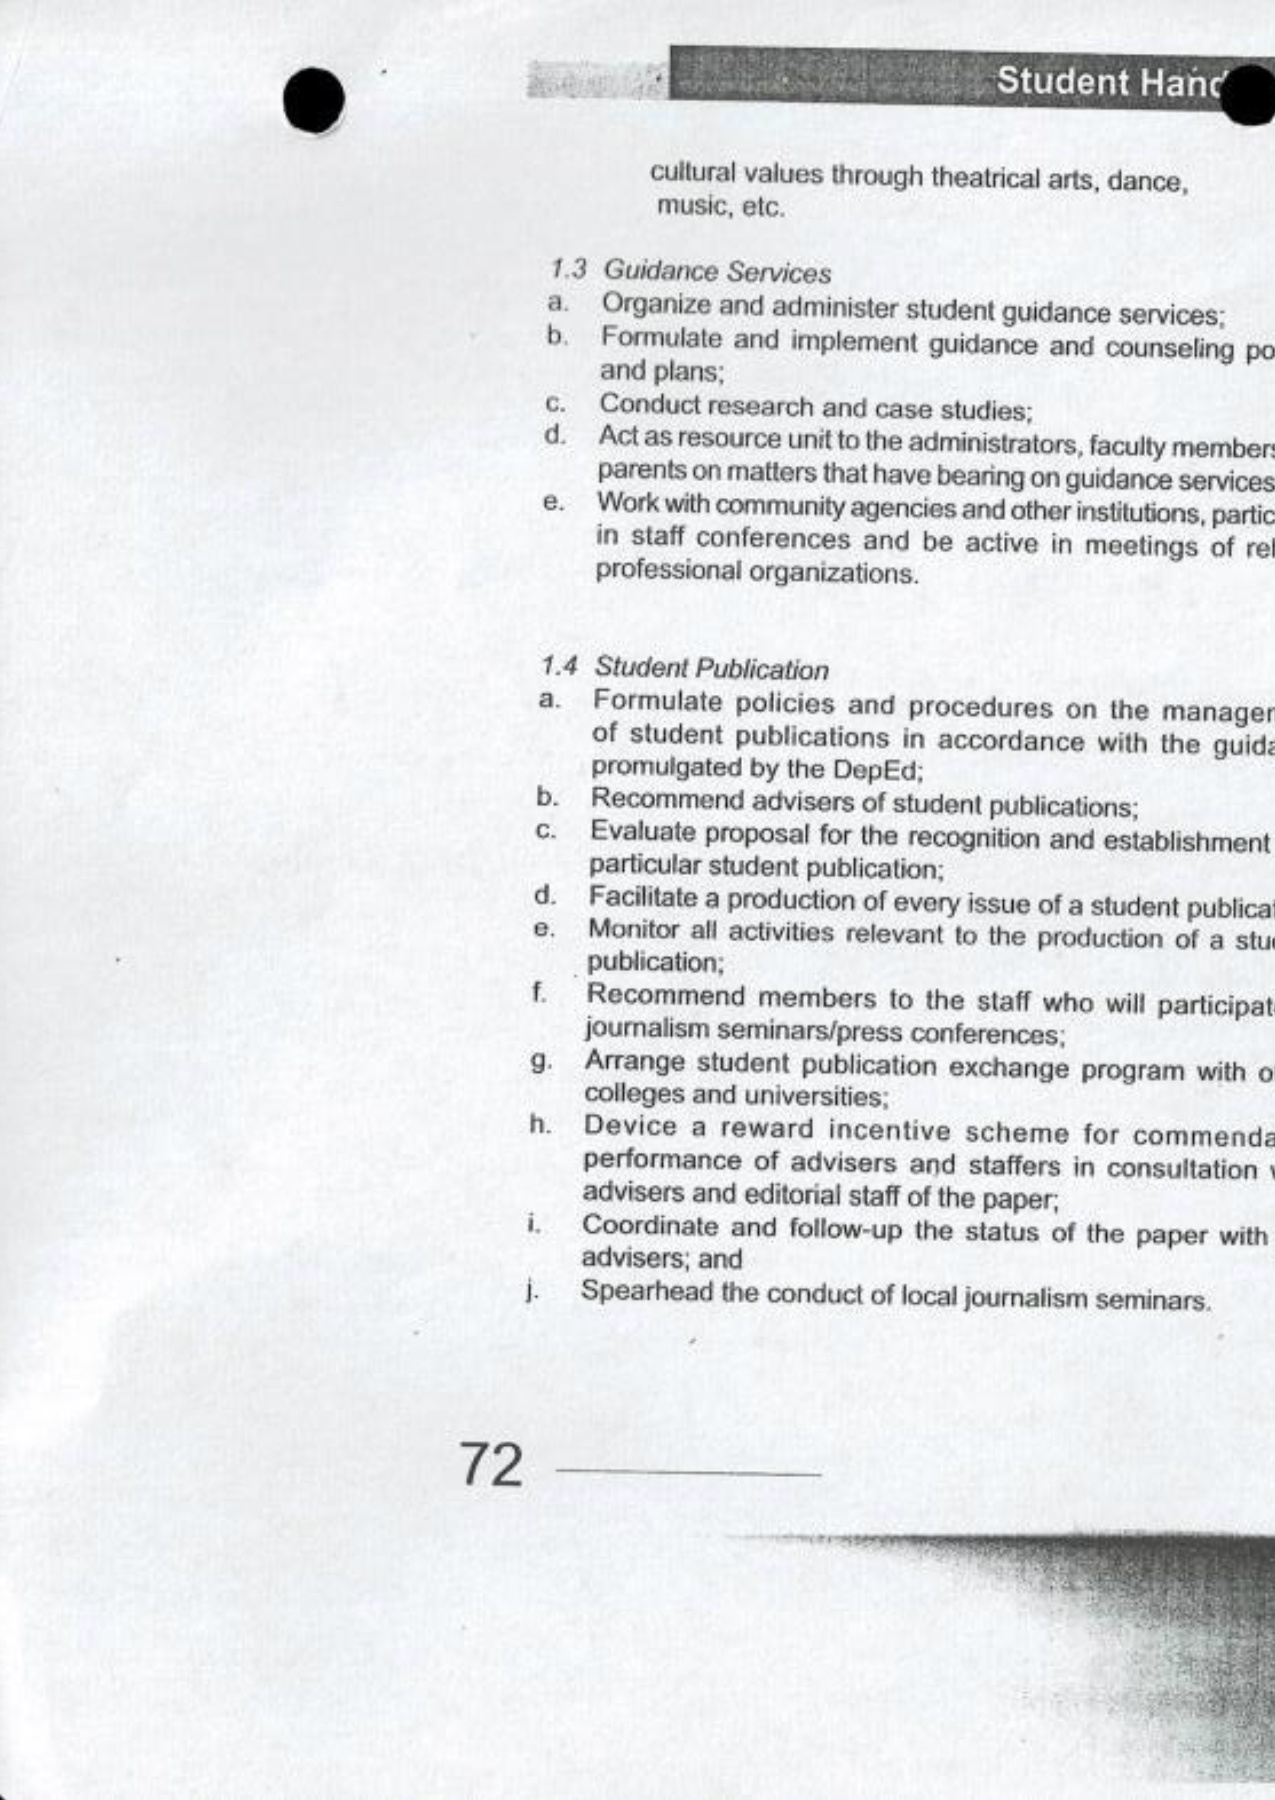 Student Hand
cultural values through theatrical arts, dance,
music, etc.
1.3 Guidance Services
a. Organize and administer student guidance services;
b. Formulate and implement guidance and counseling po
and plans;
c. Conduct research and case studies;
d. Act as resource unit to the administrators, faculty members
parents on matters that have bearing on guidance services
e. Work with community agencies and other institutions, partic
in staff conferences and be active in meetings of rel
professional organizations.
1.4 Student Publication
a. Formulate policies and procedures on the manager
of student publications in accordance with the guida
promulgated by the DepEd;
b. Recommend advisers of student publications;
c. Evaluate proposal for the recognition and establishment
particular student publication;
d. Facilitate a production of every issue of a student publicat
e. Monitor all activities relevant to the production of a stu
publication;
f. Recommend members to the staff who will participat
journalism seminars/press conferences;
g. Arrange student publication exchange program with o
colleges and universities;
h. Device a reward incentive scheme for commenda
performance of advisers and staffers in consultation
advisers and editorial staff of the paper;
i. Coordinate and follow-up the status of the paper with
advisers; and
j. Spearhead the conduct of local journalism seminars.
72